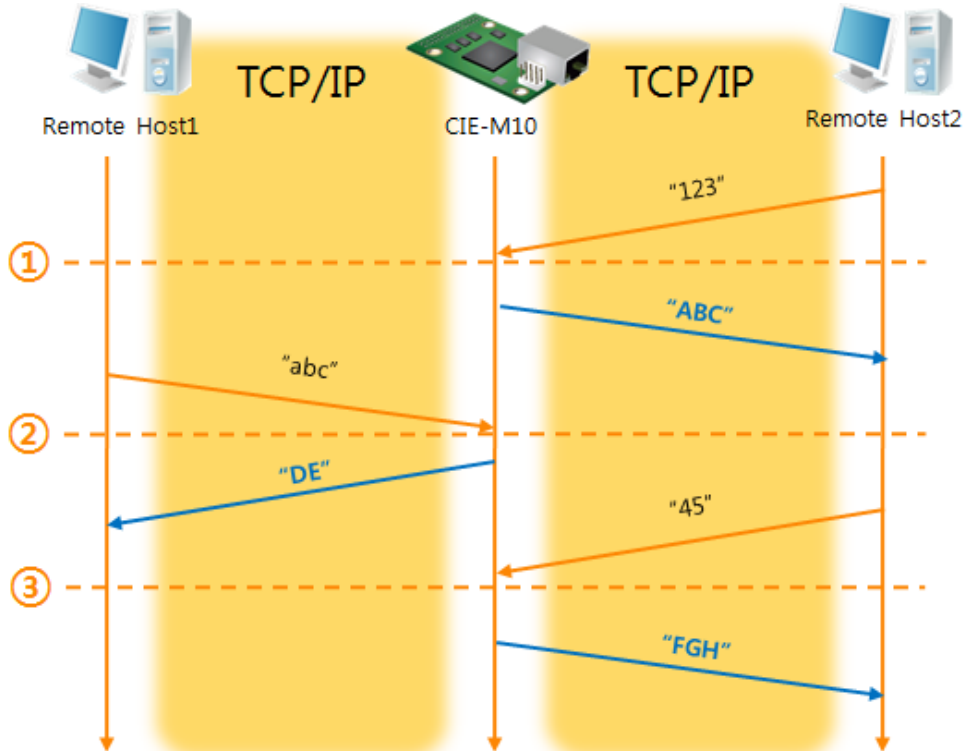 TCP/IP
TCP/IP
Remote Host1
CIE-M10
Remote Host2
"123"
①
"ABC"
"abc"
②
"DE"
"45"
③
"FGH"